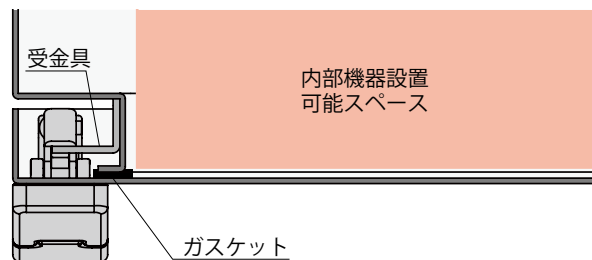 受金具
内部機器設置
可能スペース
ガスケット